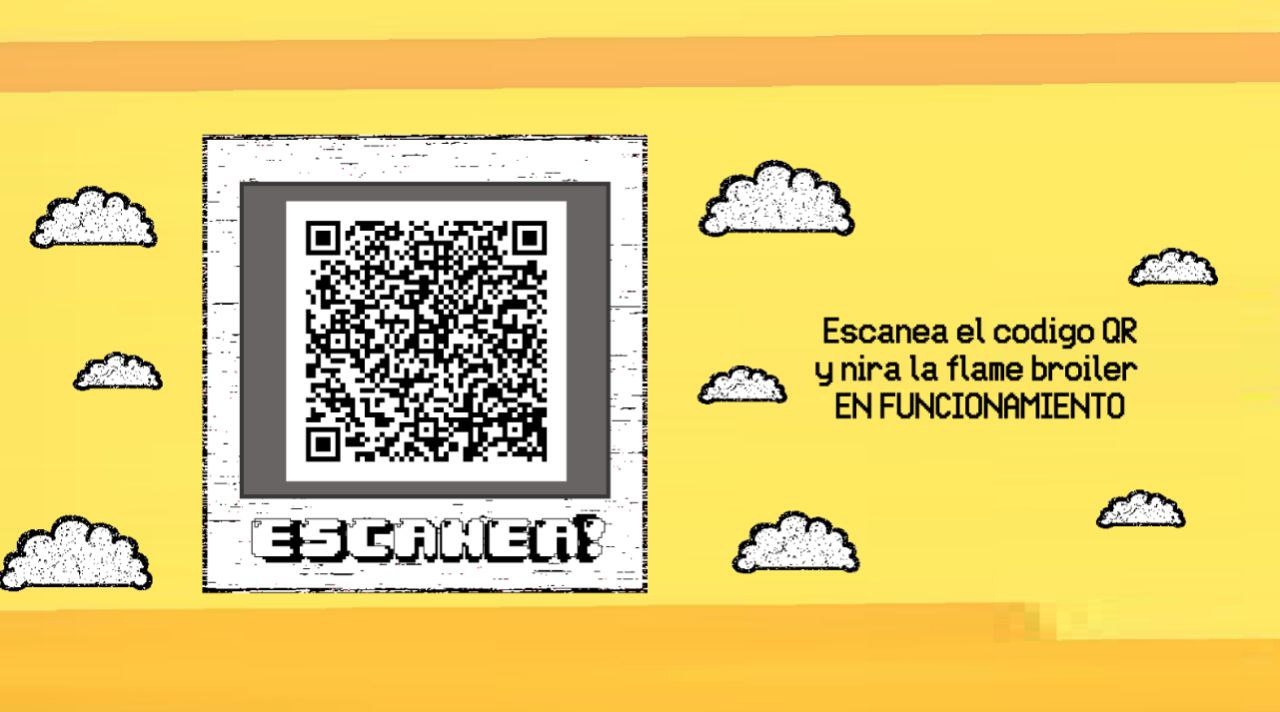 ESCANEA!
Escanea el codigo QR
y nira la flame broiler
EN FUNCIONAMIENTO